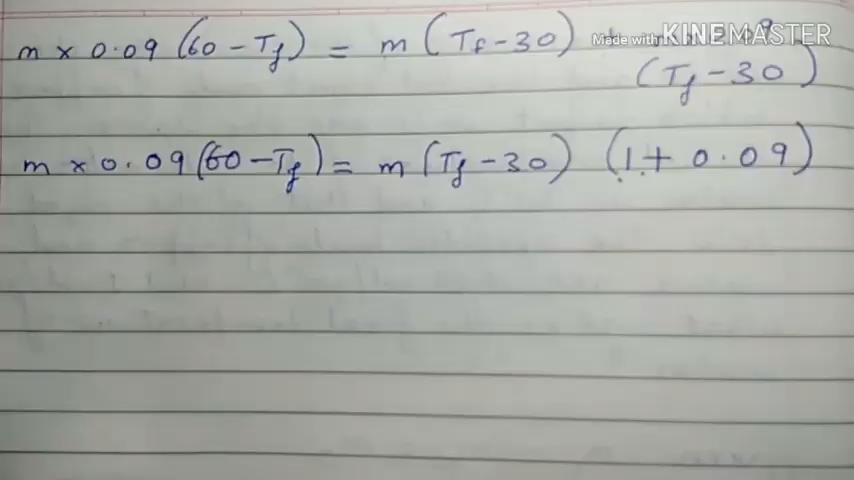 m × 0.09 (60 - Tf) = m (Tf - 30) +
Made with KINEMASTER
(Tf - 30)
m × 0.09 (60 - Tf) = m (Tf - 30) (1 + 0.09)